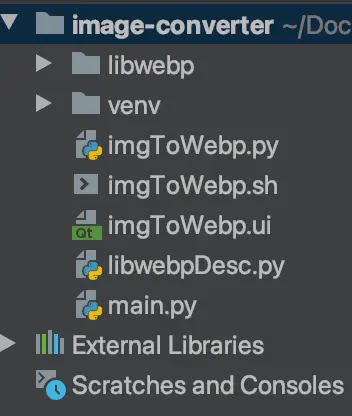 image-converter ~/Doc
libwebp
venv
imgToWebp.py
imgToWebp.sh
Qt imgToWebp.ui
libwebpDesc.py
main.py
External Libraries
Scratches and Consoles